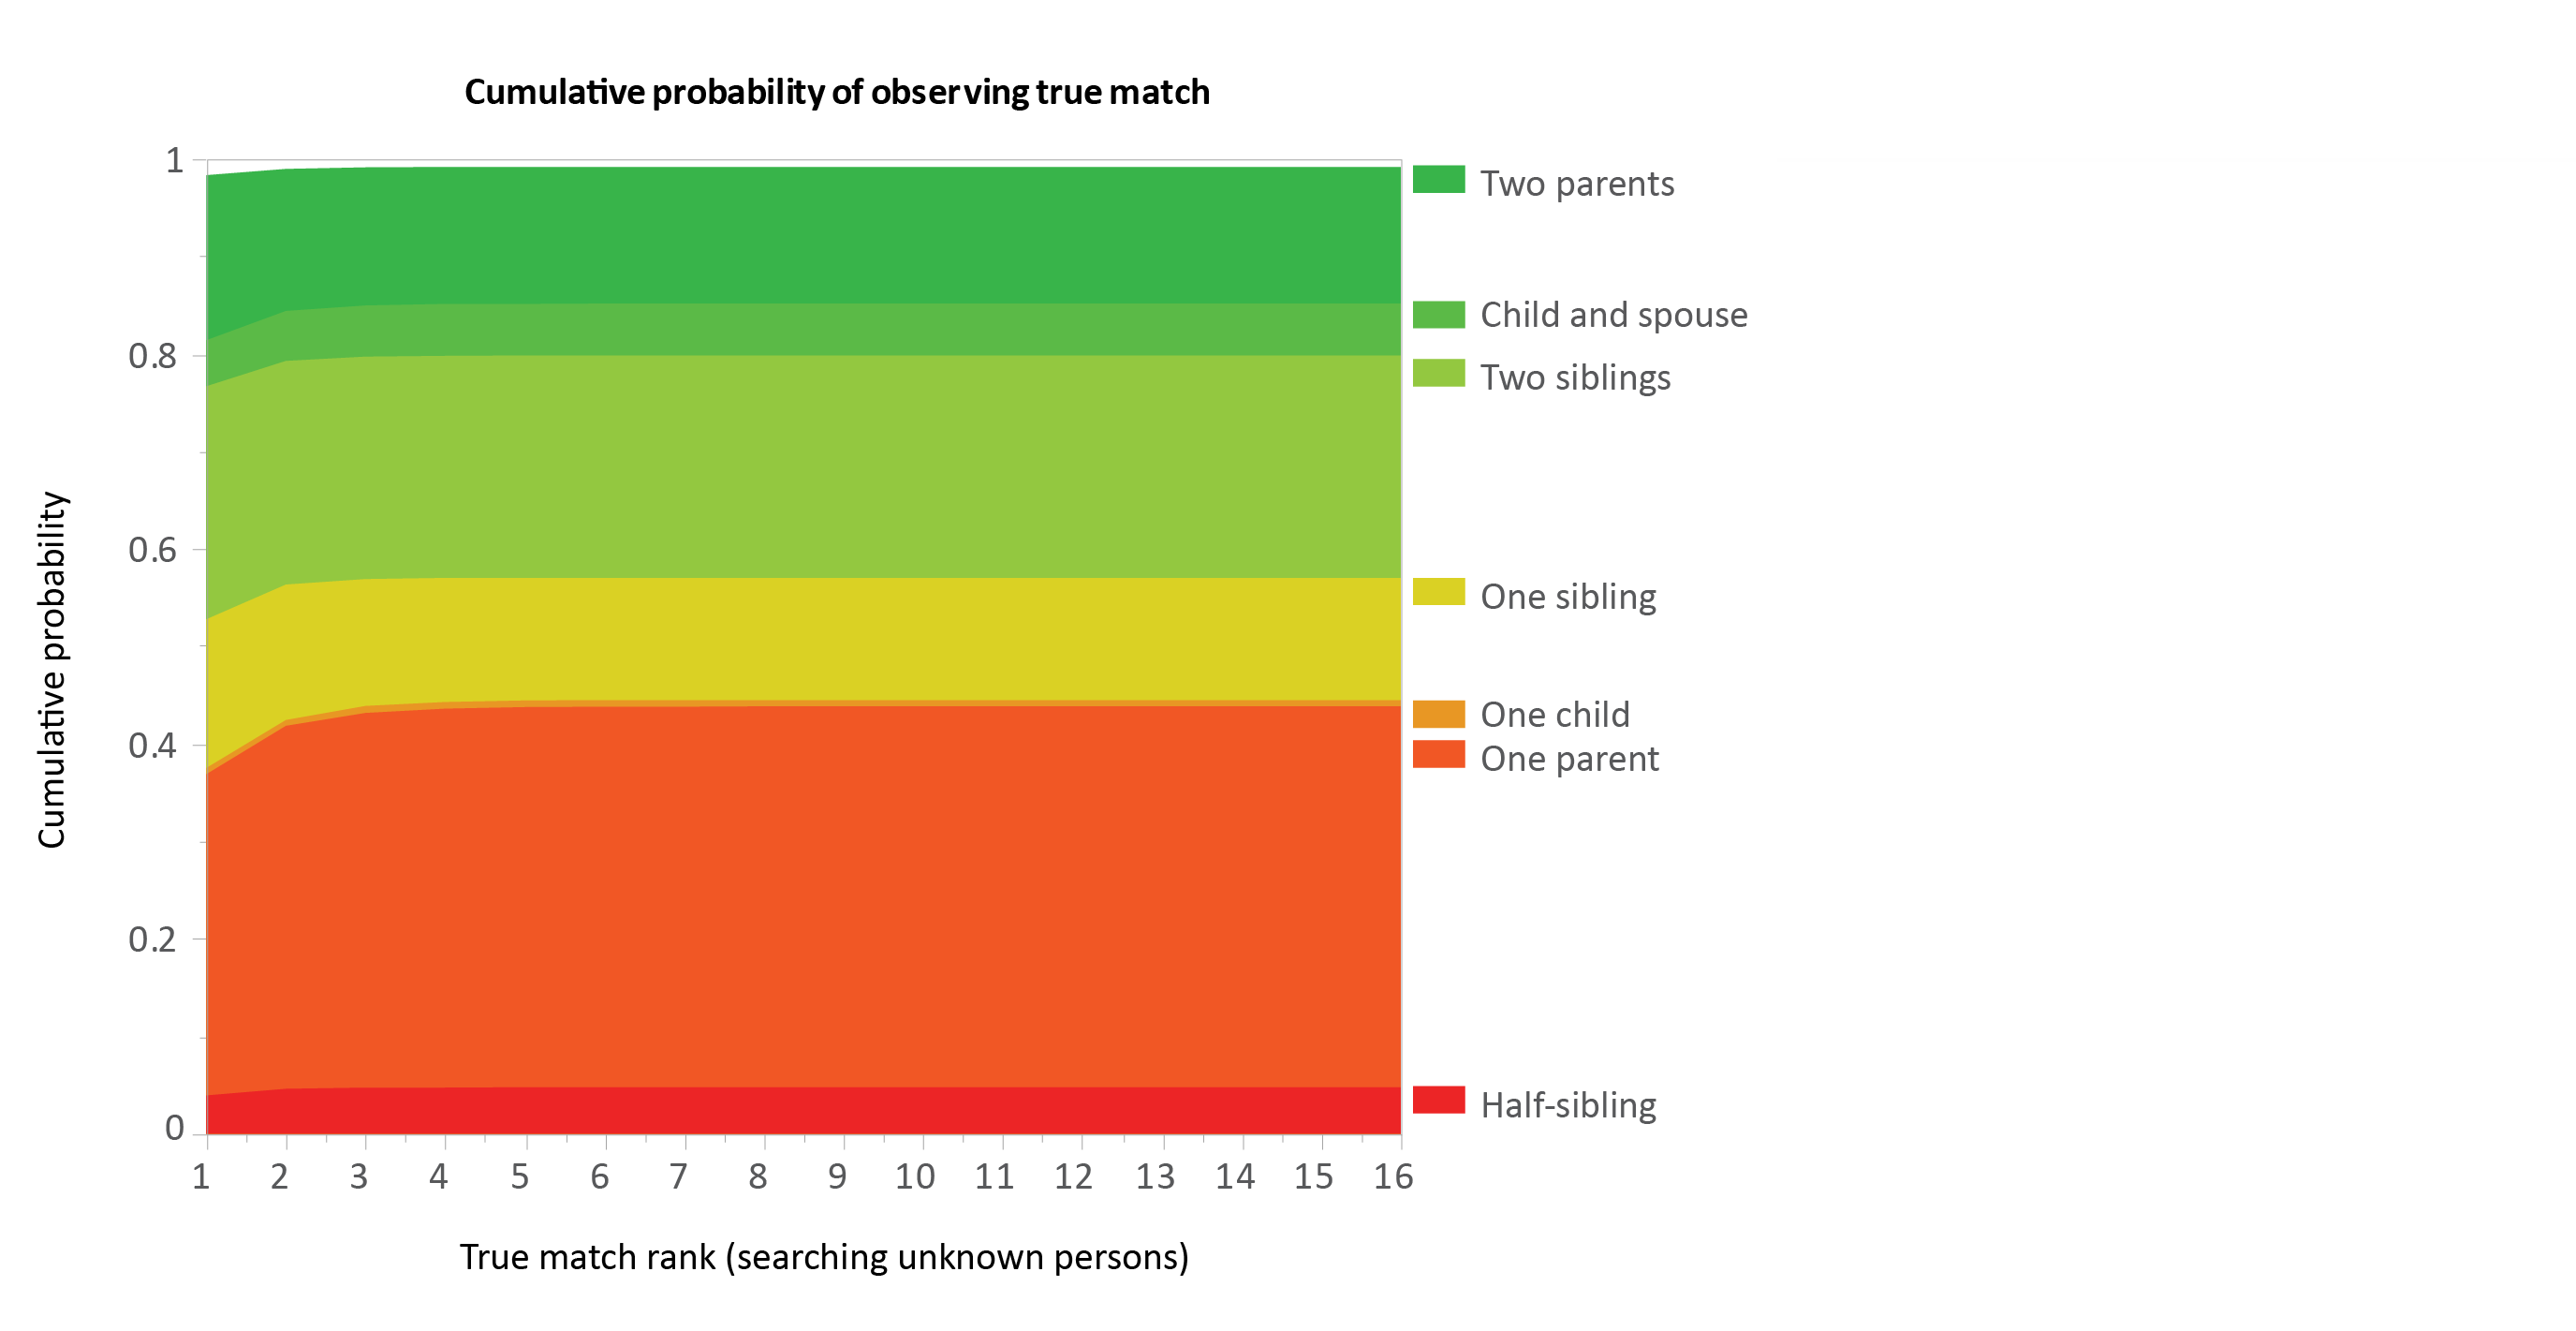 Cumulative probability of observing true match
1
0.8
0.6
0.4
0.2
0
Cumulative probability
1 2 3 4 5 6 7 8 9 10 11 12 13 14 15 16
True match rank (searching unknown persons)
Two parents
Child and spouse
Two siblings
One sibling
One child
One parent
Half-sibling